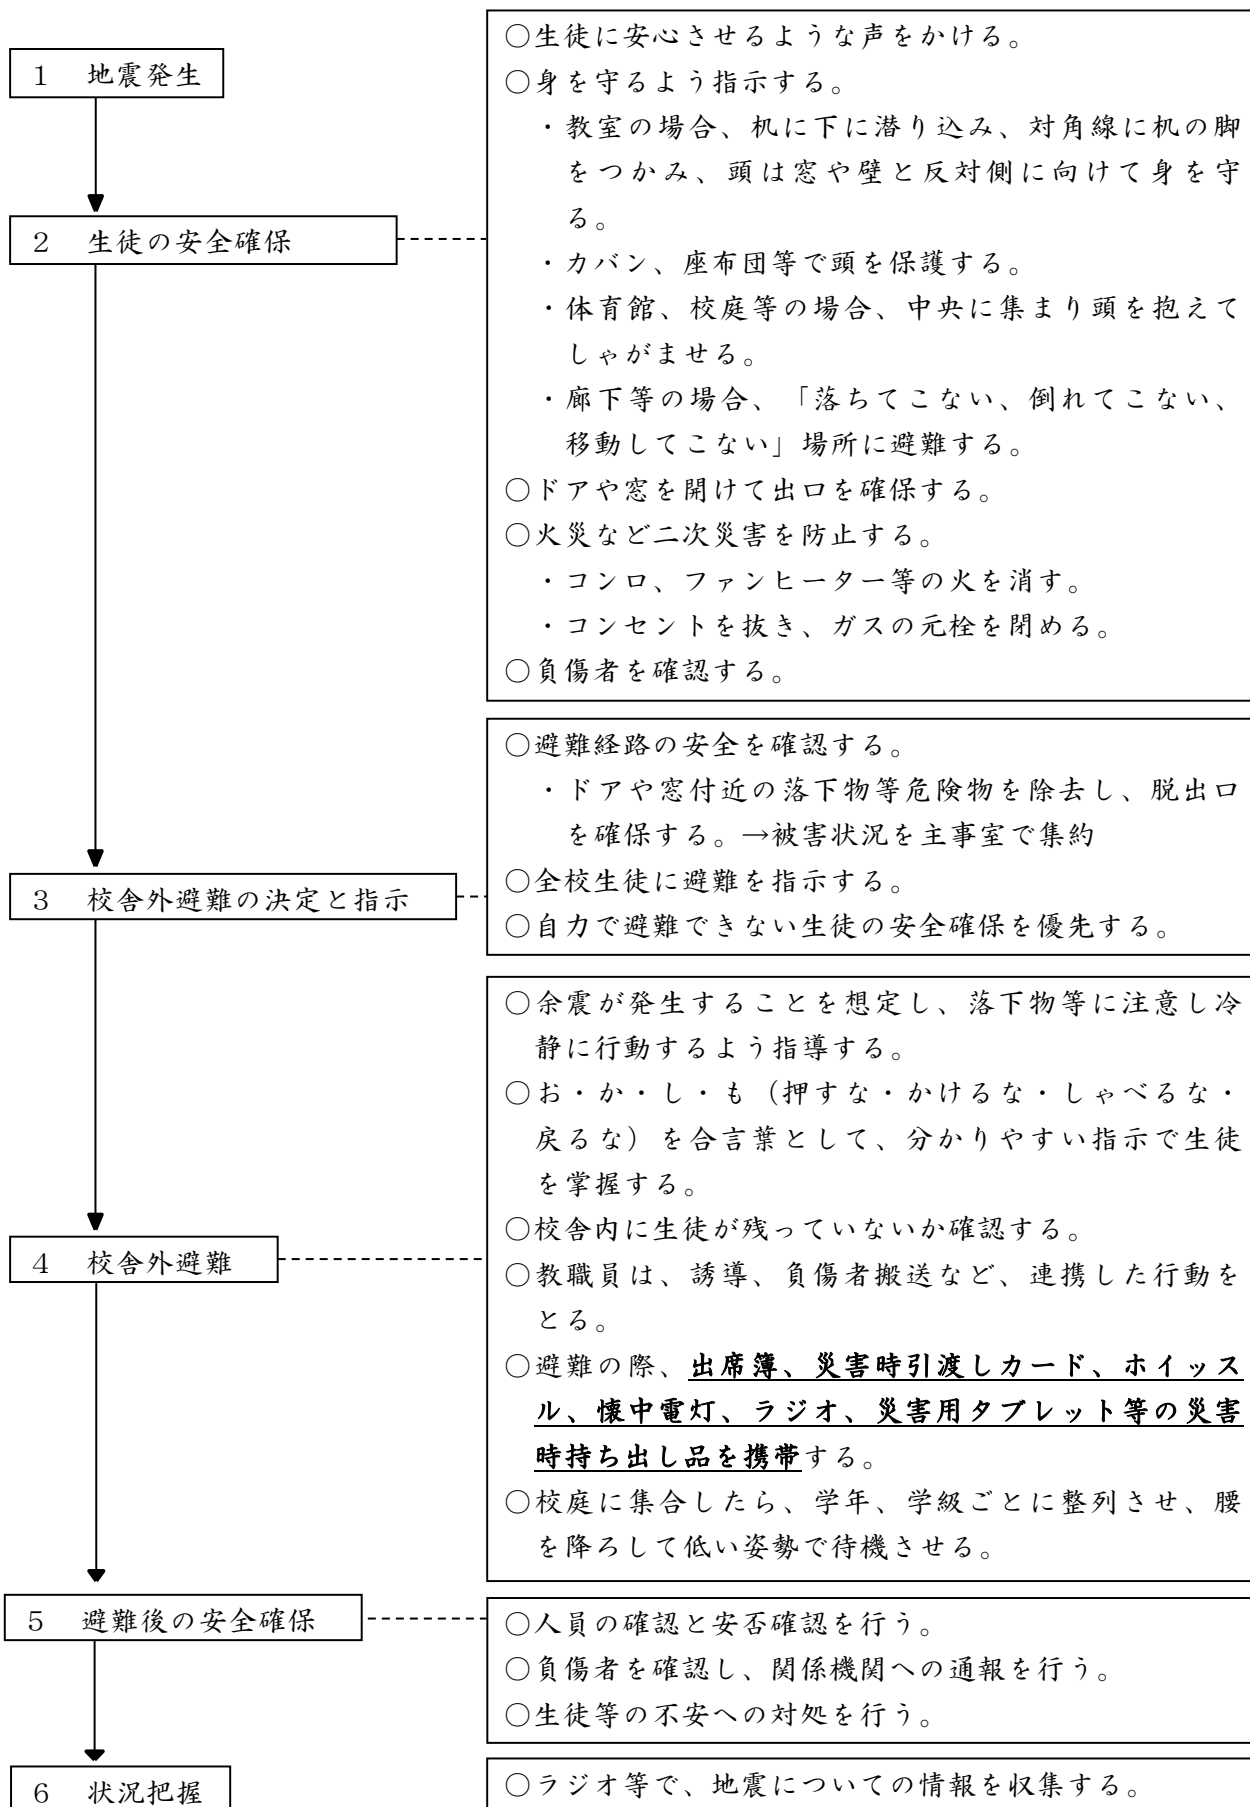 1　地震発生
○生徒に安心させるような声をかける。
○身を守るよう指示する。
・教室の場合、机に下に潜り込み、対角線に机の脚
をつかみ、頭は窓や壁と反対側に向けて身を守
る。
2　生徒の安全確保
・カバン、座布団等で頭を保護する。
・体育館、校庭等の場合、中央に集まり頭を抱えて
しゃがませる。
・廊下等の場合、「落ちてこない、倒れてこない、
移動してこない」場所に避難する。
○ドアや窓を開けて出口を確保する。
○火災など二次災害を防止する。
・コンロ、ファンヒーター等の火を消す。
・コンセントを抜き、ガスの元栓を閉める。
○負傷者を確認する。
3　校舎外避難の決定と指示
○避難経路の安全を確認する。
・ドアや窓付近の落下物等危険物を除去し、脱出口
を確保する。→被害状況を主事室で集約
○全校生徒に避難を指示する。
○自力で避難できない生徒の安全確保を優先する。
4　校舎外避難
○余震が発生することを想定し、落下物等に注意し冷
静に行動するよう指導する。
○お・か・し・も（押すな・かけるな・しゃべるな・
戻るな）を合言葉として、分かりやすい指示で生徒
を掌握する。
○校舎内に生徒が残っていないか確認する。
○教職員は、誘導、負傷者搬送など、連携した行動を
とる。
○避難の際、出席簿、災害時引渡しカード、ホイッス
ル、懐中電灯、ラジオ、災害用タブレット等の災害
時持ち出し品を携帯する。
○校庭に集合したら、学年、学級ごとに整列させ、腰
を降ろして低い姿勢で待機させる。
5　避難後の安全確保
○人員の確認と安否確認を行う。
○負傷者を確認し、関係機関への通報を行う。
○生徒等の不安への対処を行う。
6　状況把握
○ラジオ等で、地震についての情報を収集する。